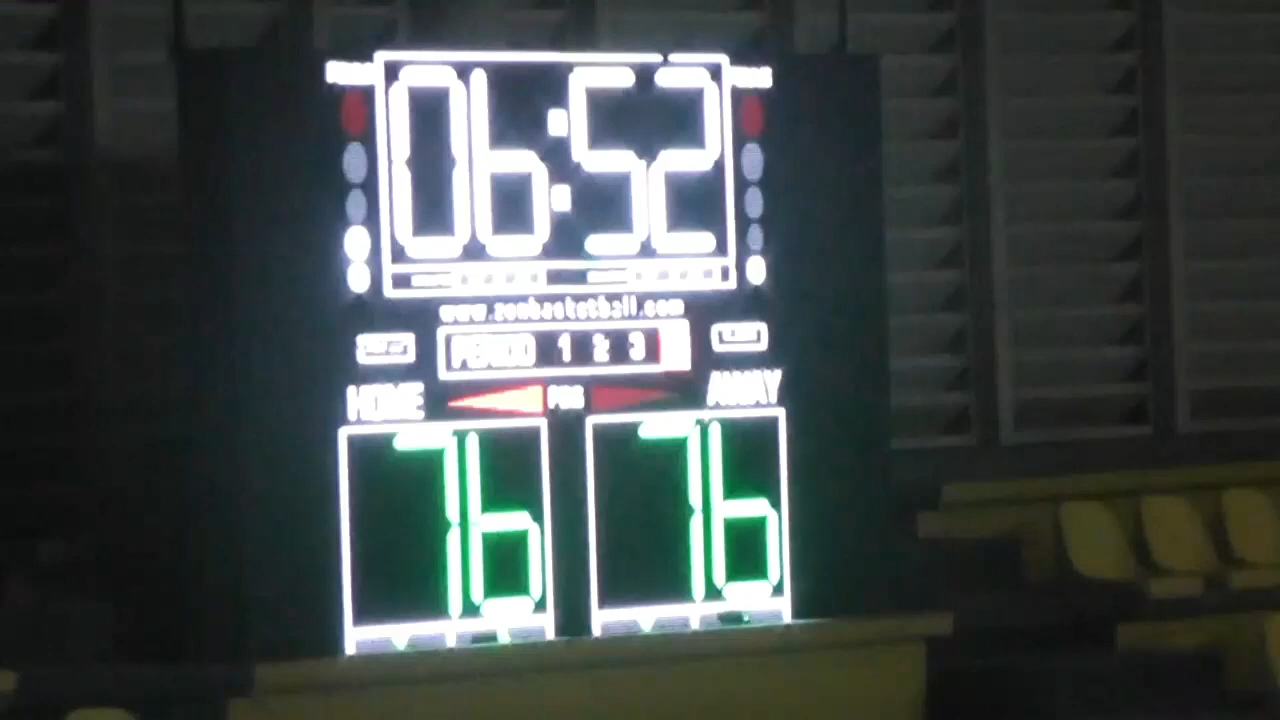 06:52
www.zonbasketball.com
PERIOD 1 2 3
HOME POS AWAY
76 76